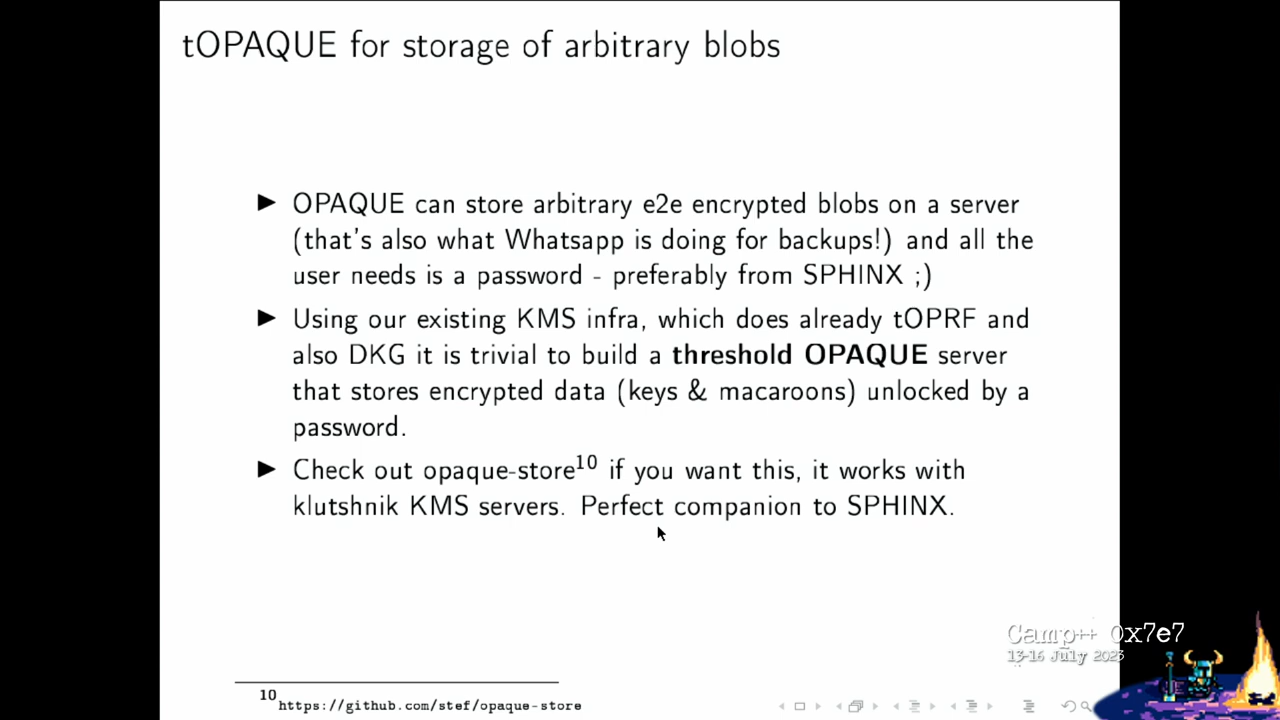 tOPAQUE for storage of arbitrary blobs
▶ OPAQUE can store arbitrary e2e encrypted blobs on a server
(that's also what Whatsapp is doing for backups!) and all the
user needs is a password - preferably from SPHINX ;)
▶ Using our existing KMS infra, which does already tOPRF and
also DKG it is trivial to build a threshold OPAQUE server
that stores encrypted data (keys & macaroons) unlocked by a
password.
▶ Check out opaque-store10 if you want this, it works with
klutshnik KMS servers. Perfect companion to SPHINX.
Camp++ 0x7e7
13-16 July 2023
10 https://github.com/stef/opaque-store